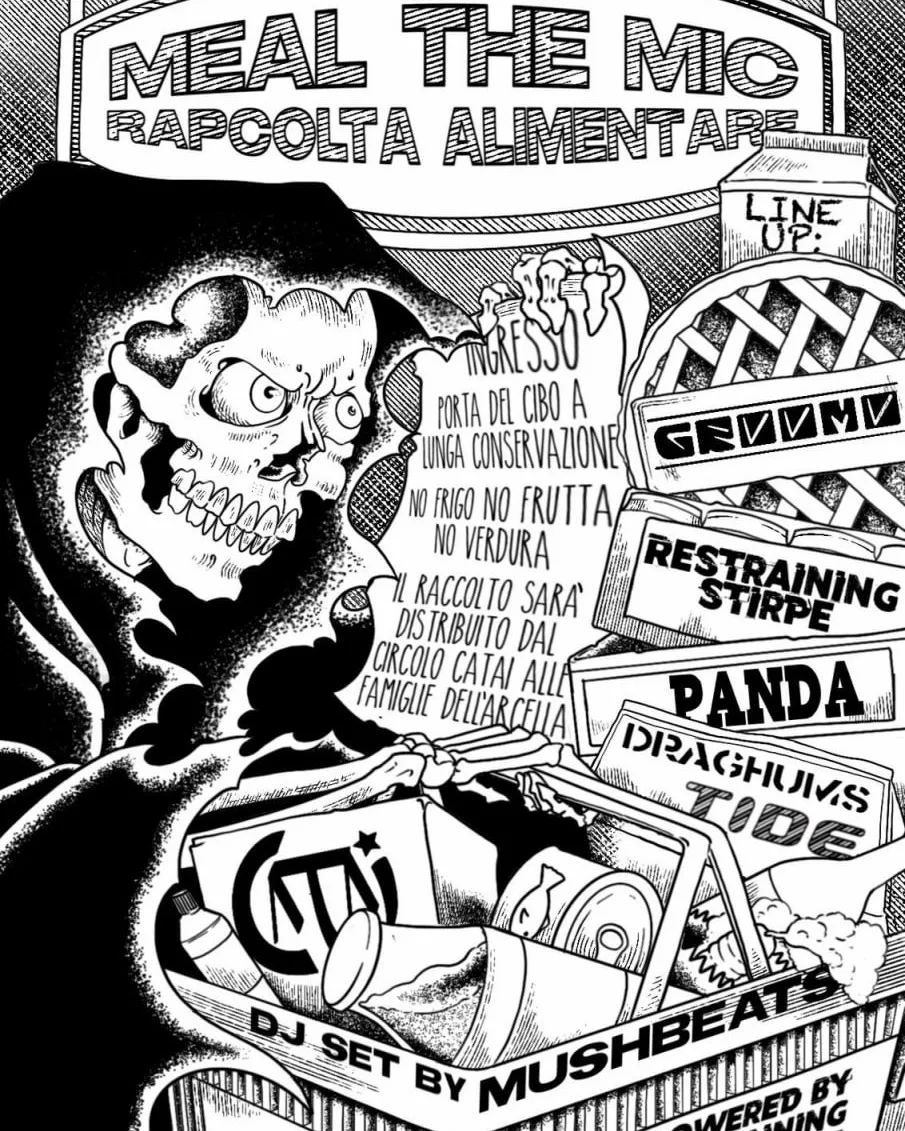 MEAL THE MIC
RAPCOLTA ALIMENTARE
LINE
UP:
INGRESSO
PORTA DEL CIBO A
LUNGA CONSERVAZIONE
NO FRIGO NO FRUTTA
NO VERDURA
IL RACCOLTO SARA'
DISTRIBUITO DAL
CIRCOLO CATAI ALLE
FAMIGLIE DELL'ARCELLA
GROOMO
RESTRAINING
STIRPE
PANDA
DRAGHUMS
TIDE
CATAI
DJ SET BY MUSHBEATS
POWERED BY